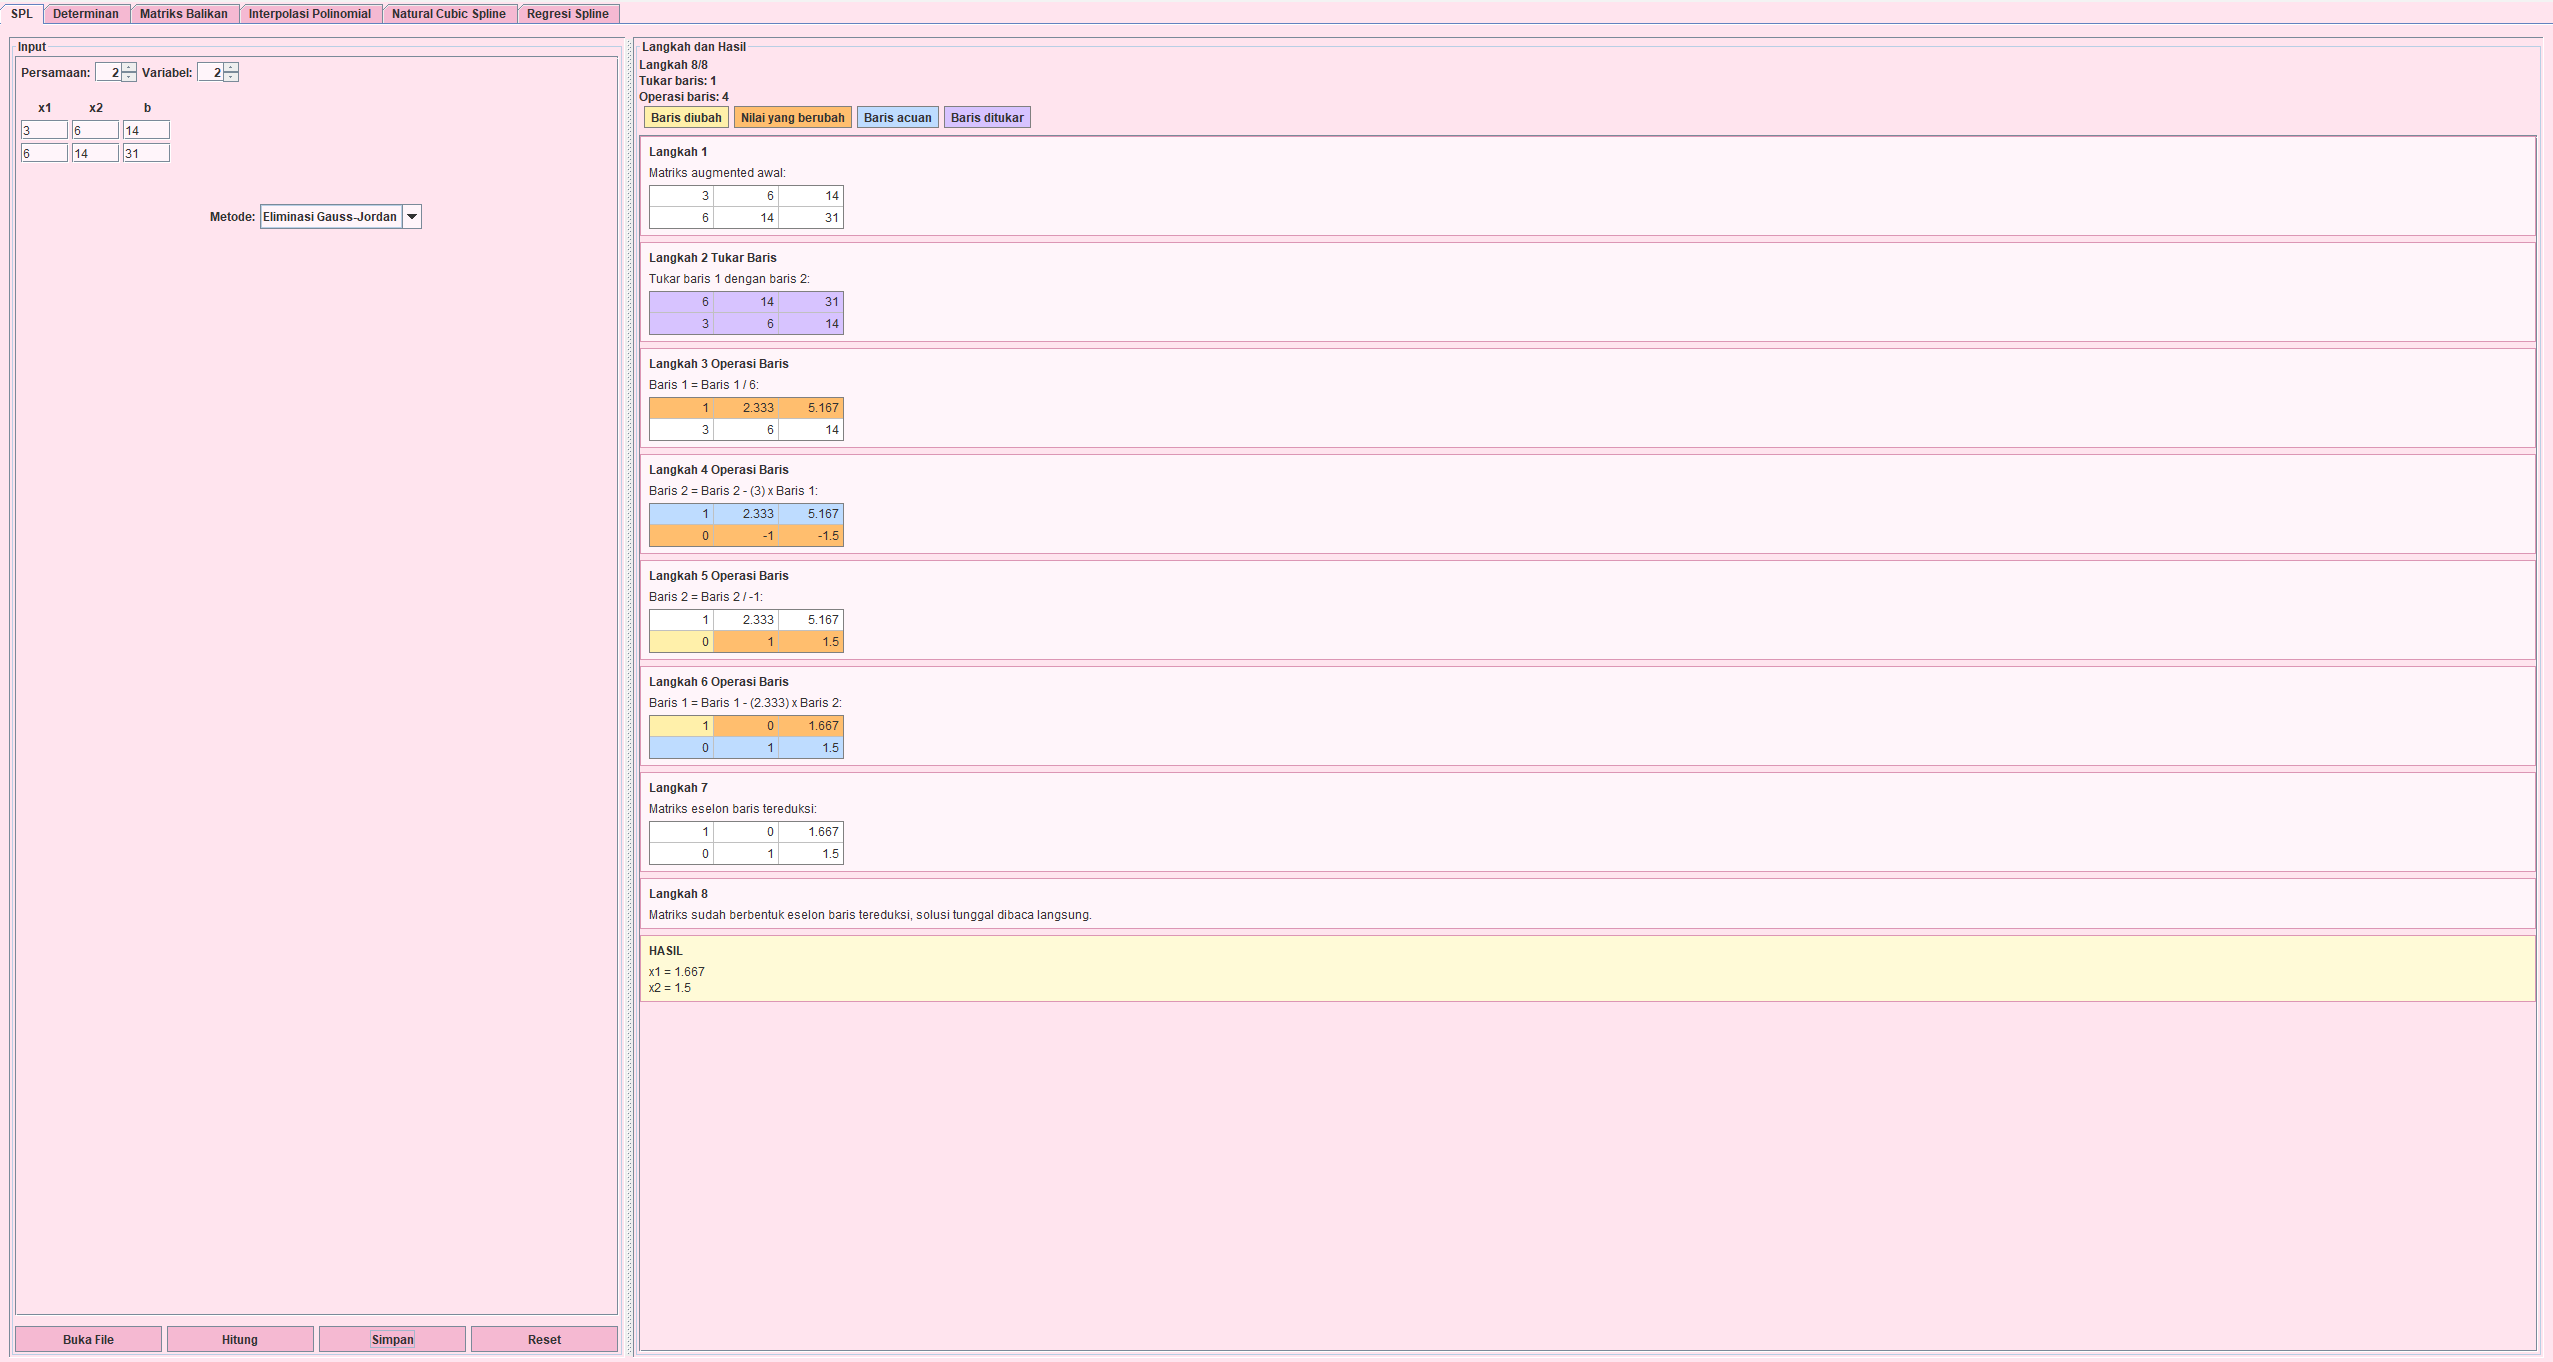 SPL Determinan Matriks Balikan Interpolasi Polinomial Natural Cubic Spline Regresi Spline
Input
Persamaan: 2 Variabel: 2
x1 x2 b
3 6 14
6 14 31
Metode: Eliminasi Gauss-Jordan
Buka File Hitung Simpan Reset
Langkah dan Hasil
Langkah 8/8
Tukar baris: 1
Operasi baris: 4
Baris diubah Nilai yang berubah Baris acuan Baris ditukar
Langkah 1
Matriks augmented awal:
3 6 14
6 14 31
Langkah 2 Tukar Baris
Tukar baris 1 dengan baris 2:
6 14 31
3 6 14
Langkah 3 Operasi Baris
Baris 1 = Baris 1 / 6:
1 2.333 5.167
3 6 14
Langkah 4 Operasi Baris
Baris 2 = Baris 2 - (3) x Baris 1:
1 2.333 5.167
0 -1 -1.5
Langkah 5 Operasi Baris
Baris 2 = Baris 2 / -1:
1 2.333 5.167
0 1 1.5
Langkah 6 Operasi Baris
Baris 1 = Baris 1 - (2.333) x Baris 2:
1 0 1.667
0 1 1.5
Langkah 7
Matriks eselon baris tereduksi:
1 0 1.667
0 1 1.5
Langkah 8
Matriks sudah berbentuk eselon baris tereduksi, solusi tunggal dibaca langsung.
HASIL
x1 = 1.667
x2 = 1.5